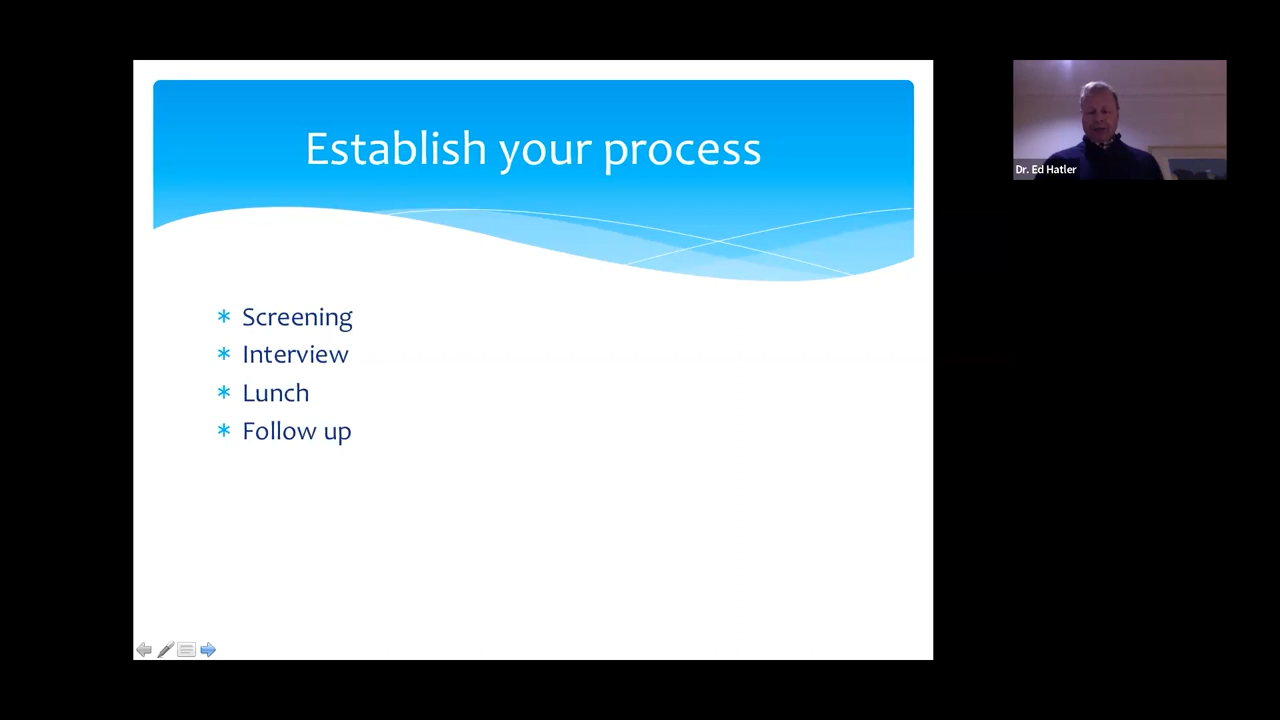 Establish your process
* Screening
* Interview
* Lunch
* Follow up
Dr. Ed Hatler